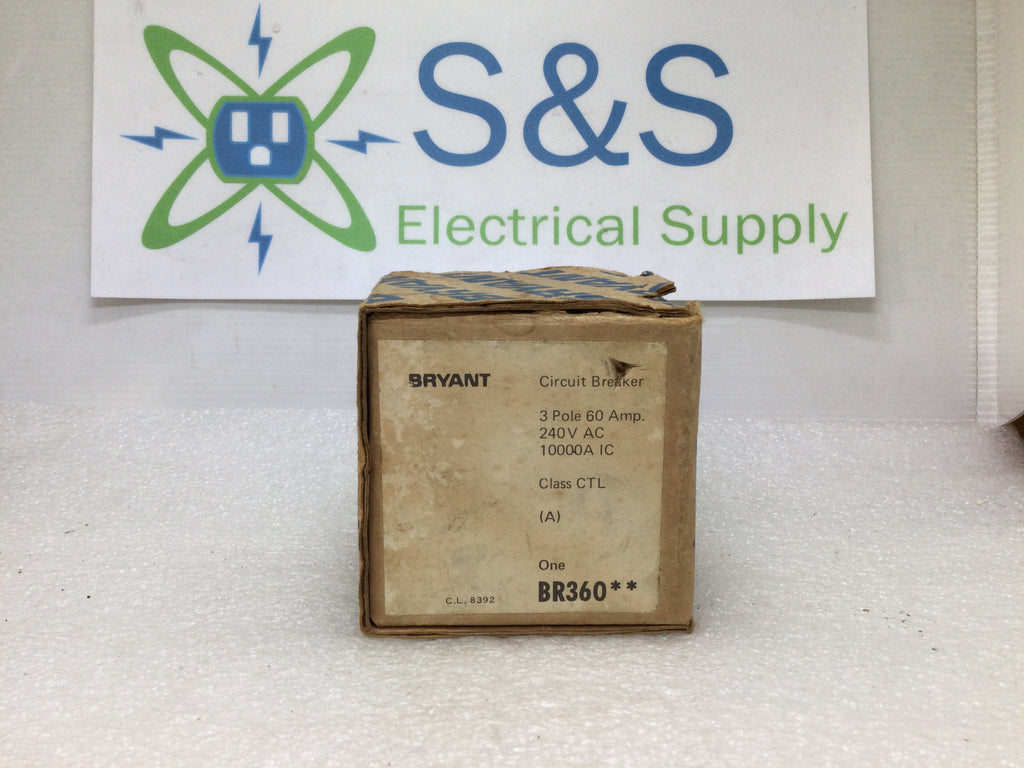 S&S
Electrical Supply
BRYANT
Circuit Breaker
3 Pole 60 Amp.
240V AC
10000A IC
Class CTL
(A)
One
BR360**
C.L. 8392